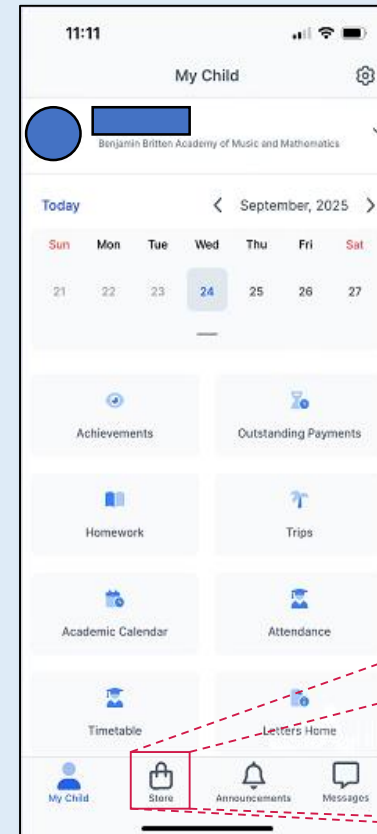 11:11
My Child
Benjamin Britten Academy of Music and Mathematics
Today < September, 2025 >
Sun Mon Tue Wed Thu Fri Sat
21 22 23 24 25 26 27
Achievements Outstanding Payments
Homework Trips
Academic Calendar Attendance
Timetable Letters Home
My Child Store Announcements Messages